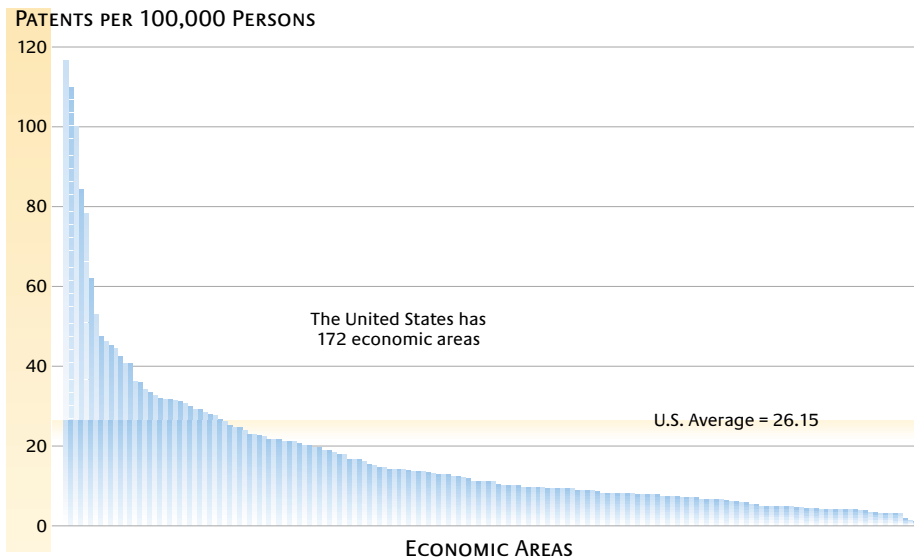 PATENTS PER 100,000 PERSONS
120
100
80
60
40
20
0
The United States has
172 economic areas
U.S. Average = 26.15
ECONOMIC AREAS